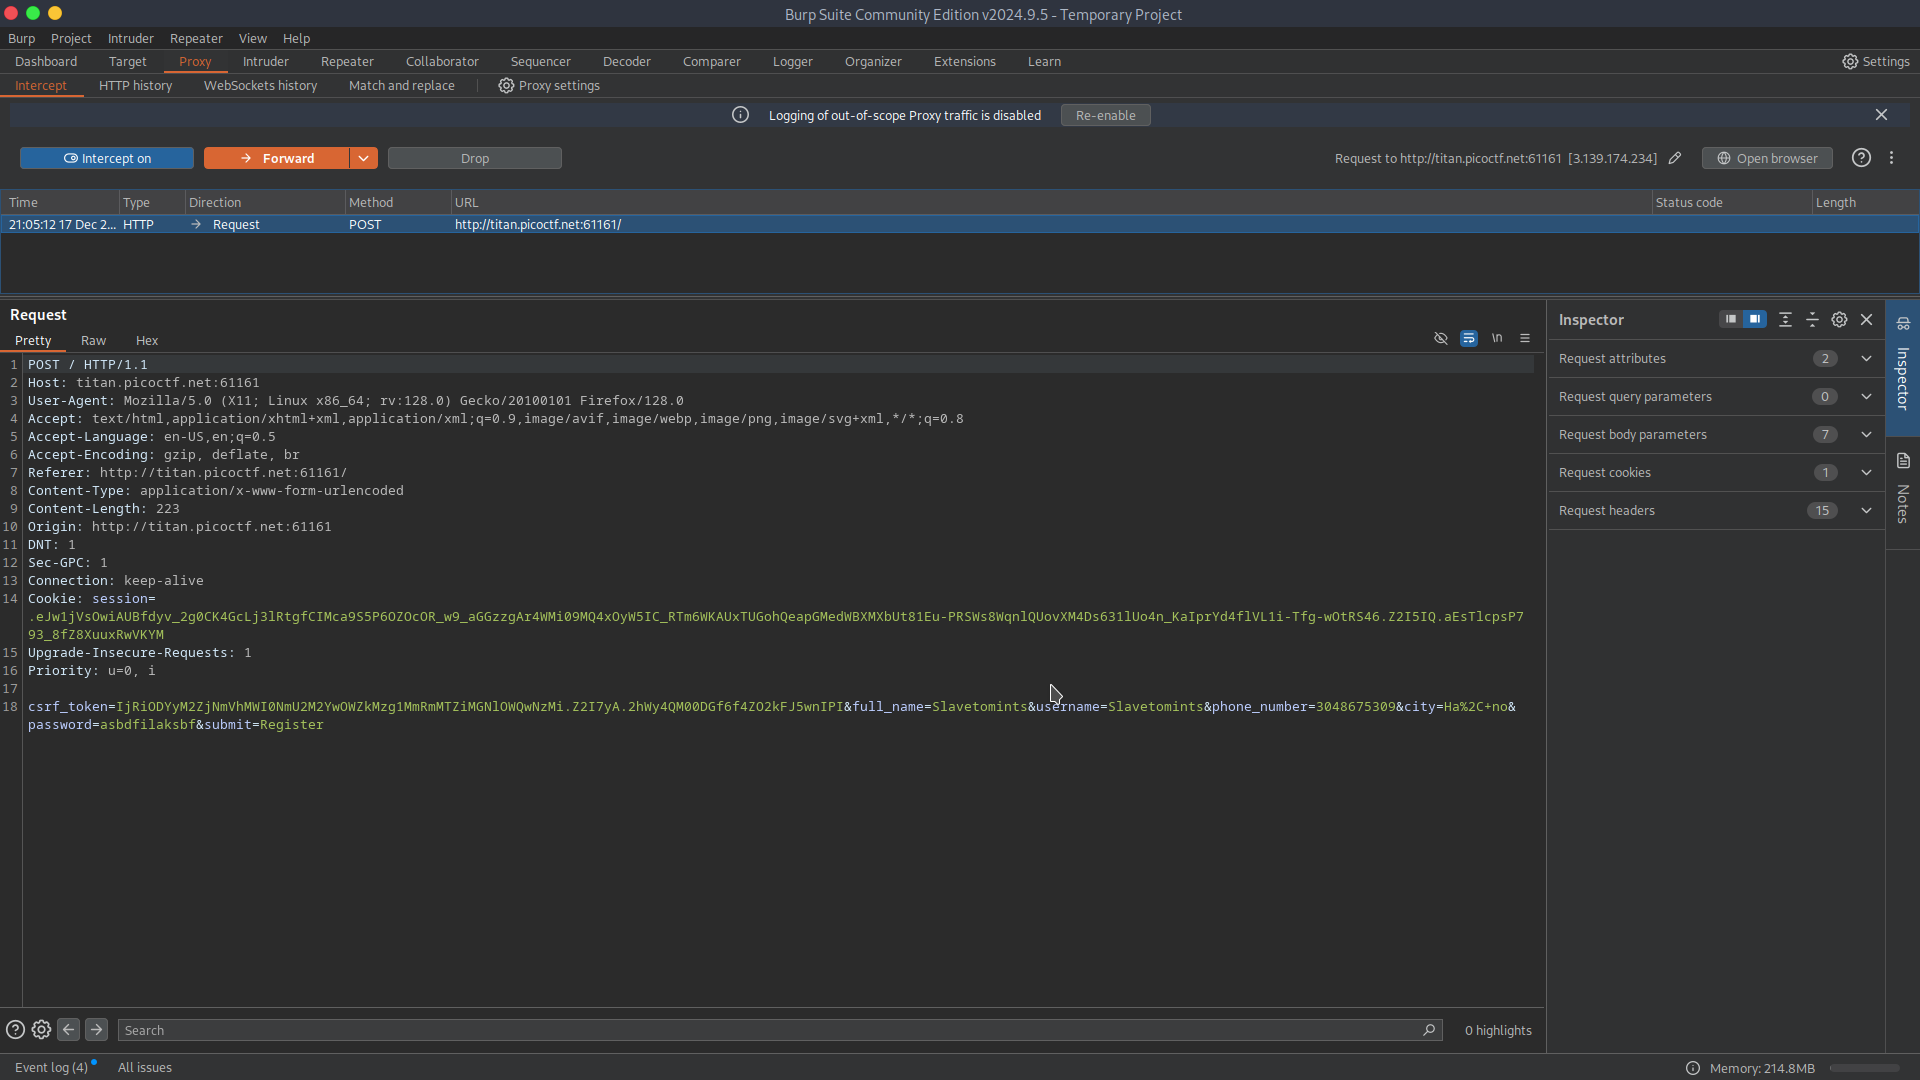 Burp Suite Community Edition v2024.9.5 - Temporary Project
Burp Project Intruder Repeater View Help
Dashboard Target Proxy Intruder Repeater Collaborator Sequencer Decoder Comparer Logger Organizer Extensions Learn Settings
Intercept HTTP history WebSockets history Match and replace Proxy settings
Logging of out-of-scope Proxy traffic is disabled Re-enable
Intercept on Forward Drop Request to http://titan.picoctf.net:61161 [3.139.174.234] Open browser
Time Type Direction Method URL Status code Length
21:05:12 17 Dec 2... HTTP Request POST http://titan.picoctf.net:61161/
Request
Pretty Raw Hex \n
1 POST / HTTP/1.1
2 Host: titan.picoctf.net:61161
3 User-Agent: Mozilla/5.0 (X11; Linux x86_64; rv:128.0) Gecko/20100101 Firefox/128.0
4 Accept: text/html,application/xhtml+xml,application/xml;q=0.9,image/avif,image/webp,image/png,image/svg+xml,*/*;q=0.8
5 Accept-Language: en-US,en;q=0.5
6 Accept-Encoding: gzip, deflate, br
7 Referer: http://titan.picoctf.net:61161/
8 Content-Type: application/x-www-form-urlencoded
9 Content-Length: 223
10 Origin: http://titan.picoctf.net:61161
11 DNT: 1
12 Sec-GPC: 1
13 Connection: keep-alive
14 Cookie: session=
.eJw1jVsOwiAUBfdyv_2g0CK4GcLj3lRtgfCIMca9S5P6OZOcOR_w9_aGGzzgAr4WMi09MQ4xOyW5IC_RTm6WKAUxTUGohQeapGMedWBXMXbUt81Eu-PRSWs8WqnlQUovXM4Ds631lUo4n_KaIprYd4flVL1i-Tfg-wOtRS46.Z2I5IQ.aEsTlcpsP7
93_8fZ8XuuxRwVKYM
15 Upgrade-Insecure-Requests: 1
16 Priority: u=0, i
17
18 csrf_token=IjRiODYyM2ZjNmVhMWI0NmU2M2YwOWZkMzg1MmRmMTZiMGNlOWQwNzMi.Z2I7yA.2hWy4QM00DGf6f4ZO2kFJ5wnIPI&full_name=Slavetomints&username=Slavetomints&phone_number=3048675309&city=Ha%2C+no&
password=asbdfilaksbf&submit=Register
Inspector
Request attributes 2
Request query parameters 0
Request body parameters 7
Request cookies 1
Request headers 15
Inspector
Notes
Search 0 highlights
Event log (4) All issues Memory: 214.8MB